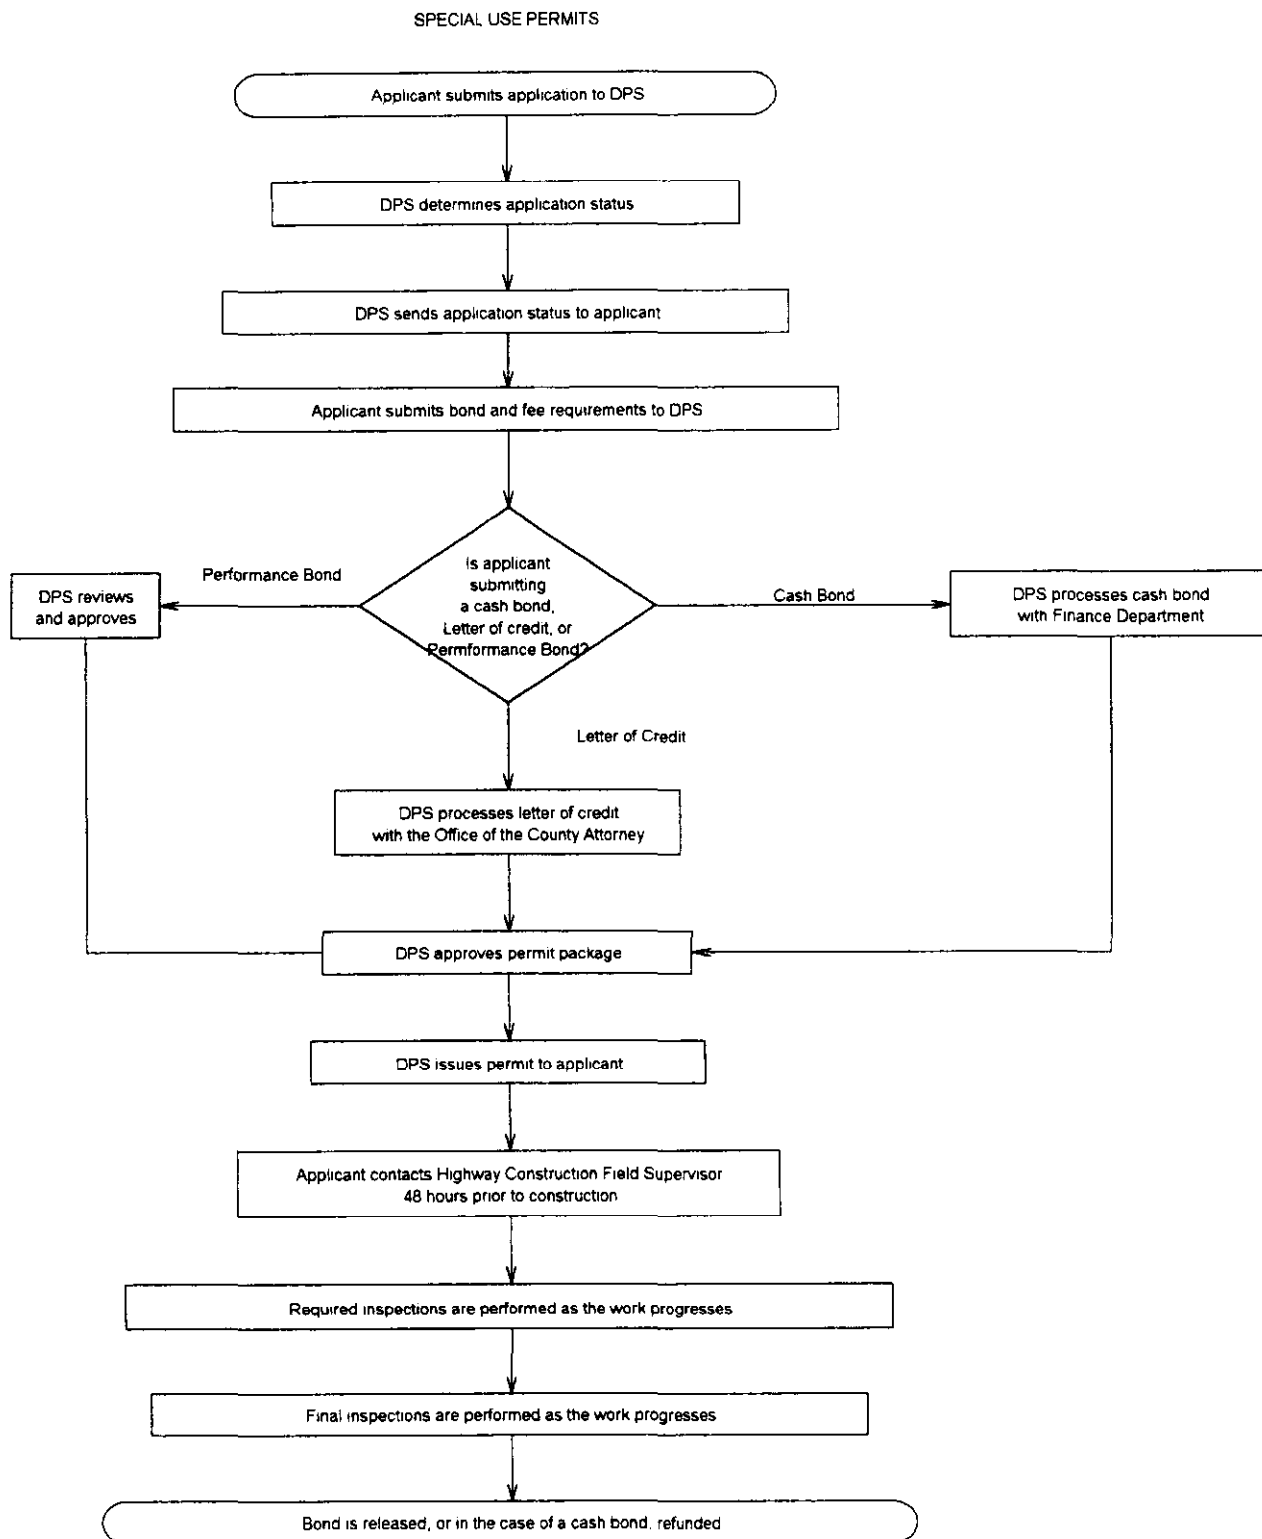 SPECIAL USE PERMITS
Applicant submits application to DPS
DPS determines application status
DPS sends application status to applicant
Applicant submits bond and fee requirements to DPS
Is applicant
submitting
a cash bond,
Letter of credit, or
Permformance Bond?
Performance Bond
DPS reviews
and approves
Cash Bond
DPS processes cash bond
with Finance Department
Letter of Credit
DPS processes letter of credit
with the Office of the County Attorney
DPS approves permit package
DPS issues permit to applicant
Applicant contacts Highway Construction Field Supervisor
48 hours prior to construction
Required inspections are performed as the work progresses
Final inspections are performed as the work progresses
Bond is released, or in the case of a cash bond, refunded